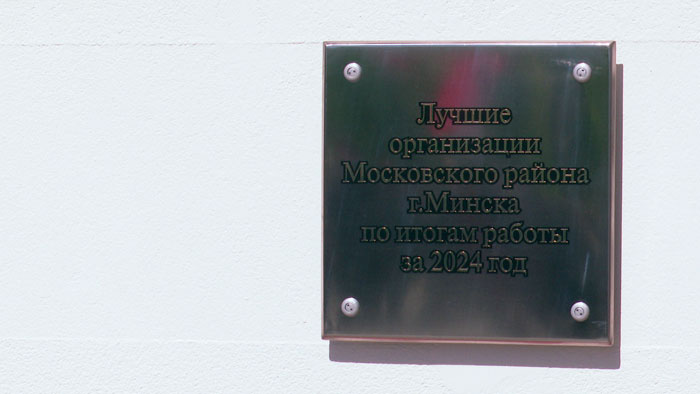 Лучшие
организации
Московского района
г.Минска
по итогам работы
за 2024 год